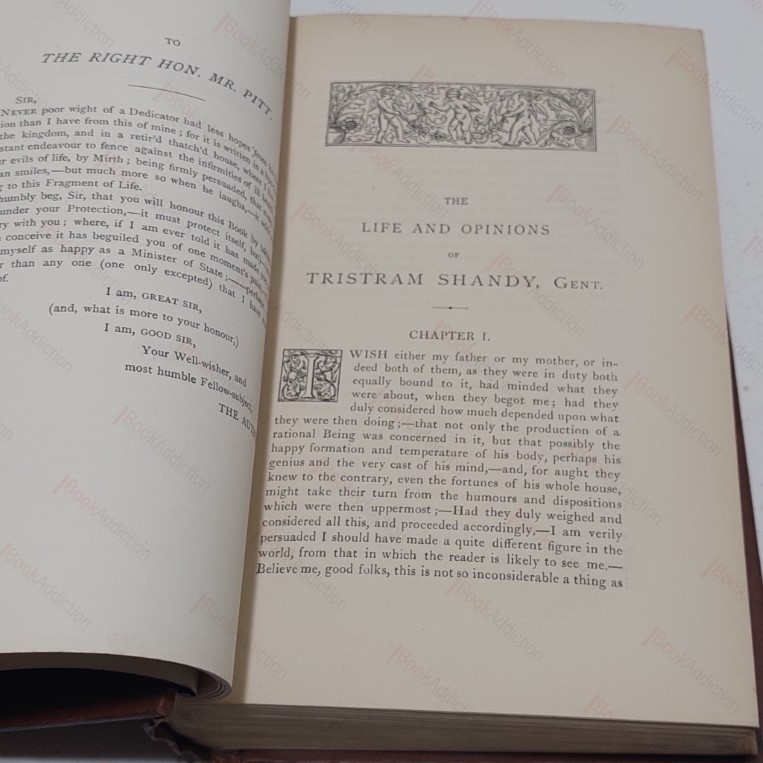 TO
THE RIGHT HON. MR. PITT.
SIR,
NEVER poor wight of a Dedicator had less hopes from his
tion than I have from this of mine; for it is written in a
the kingdom, and in a retir'd thatch'd house, where I
stant endeavour to fence against the infirmities of ill
r evils of life, by Mirth; being firmly persuaded, that
an smiles,—but much more so when he laughs,—it
g to this Fragment of Life.
humbly beg, Sir, that you will honour this Book by
under your Protection,—it must protect itself, but
ry with you; where, if I am ever told it has made you
conceive it has beguiled you of one moment's
myself as happy as a Minister of State;—perhaps
r than any one (one only excepted) that I have
of.
I am, GREAT SIR,
(and, what is more to your honour,)
I am, GOOD SIR,
Your Well-wisher, and
most humble Fellow-subject,
THE AUT
THE
LIFE AND OPINIONS
OF
TRISTRAM SHANDY, GENT.
CHAPTER I.
I WISH either my father or my mother, or in-
deed both of them, as they were in duty both
equally bound to it, had minded what they
were about, when they begot me; had they
duly considered how much depended upon what
they were then doing;—that not only the production of a
rational Being was concerned in it, but that possibly the
happy formation and temperature of his body, perhaps his
genius and the very cast of his mind,—and, for aught they
knew to the contrary, even the fortunes of his whole house,
might take their turn from the humours and dispositions
which were then uppermost;—Had they duly weighed and
considered all this, and proceeded accordingly,—I am verily
persuaded I should have made a quite different figure in the
world, from that in which the reader is likely to see me.—
Believe me, good folks, this is not so inconsiderable a thing as
BookAddiction